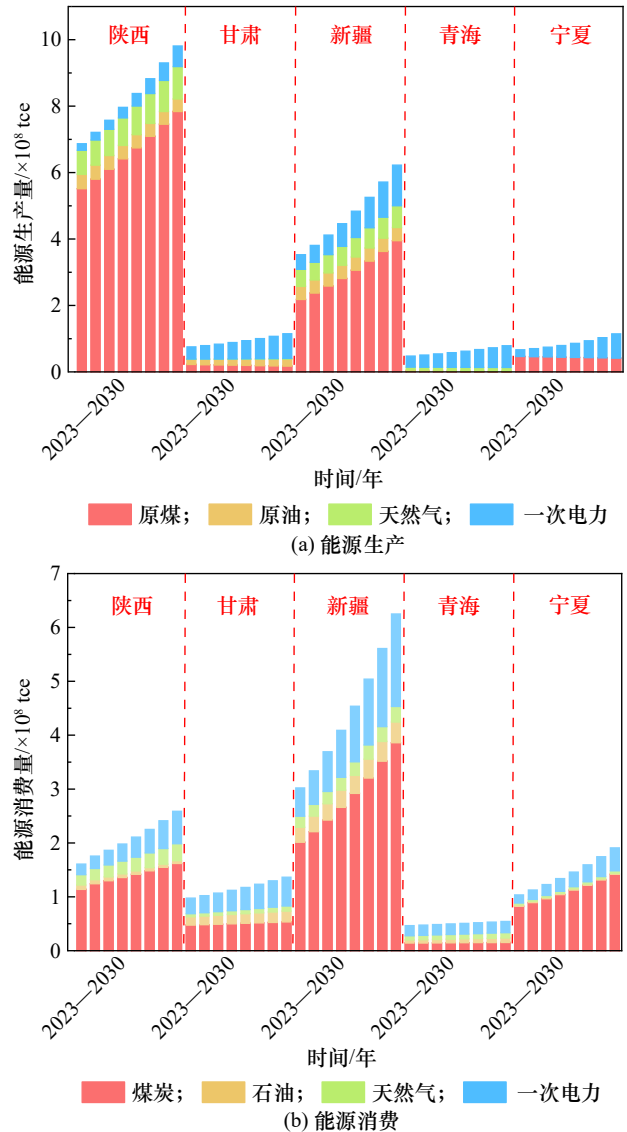 10
8
6
4
2
0
能源生产量/×10⁸ tce
陕西
甘肃
新疆
青海
宁夏
2023—2030
2023—2030
2023—2030
2023—2030
2023—2030
时间/年
原煤; 原油; 天然气; 一次电力
(a) 能源生产
7
6
5
4
3
2
1
0
能源消费量/×10⁸ tce
陕西
甘肃
新疆
青海
宁夏
2023—2030
2023—2030
2023—2030
2023—2030
2023—2030
时间/年
煤炭; 石油; 天然气; 一次电力
(b) 能源消费